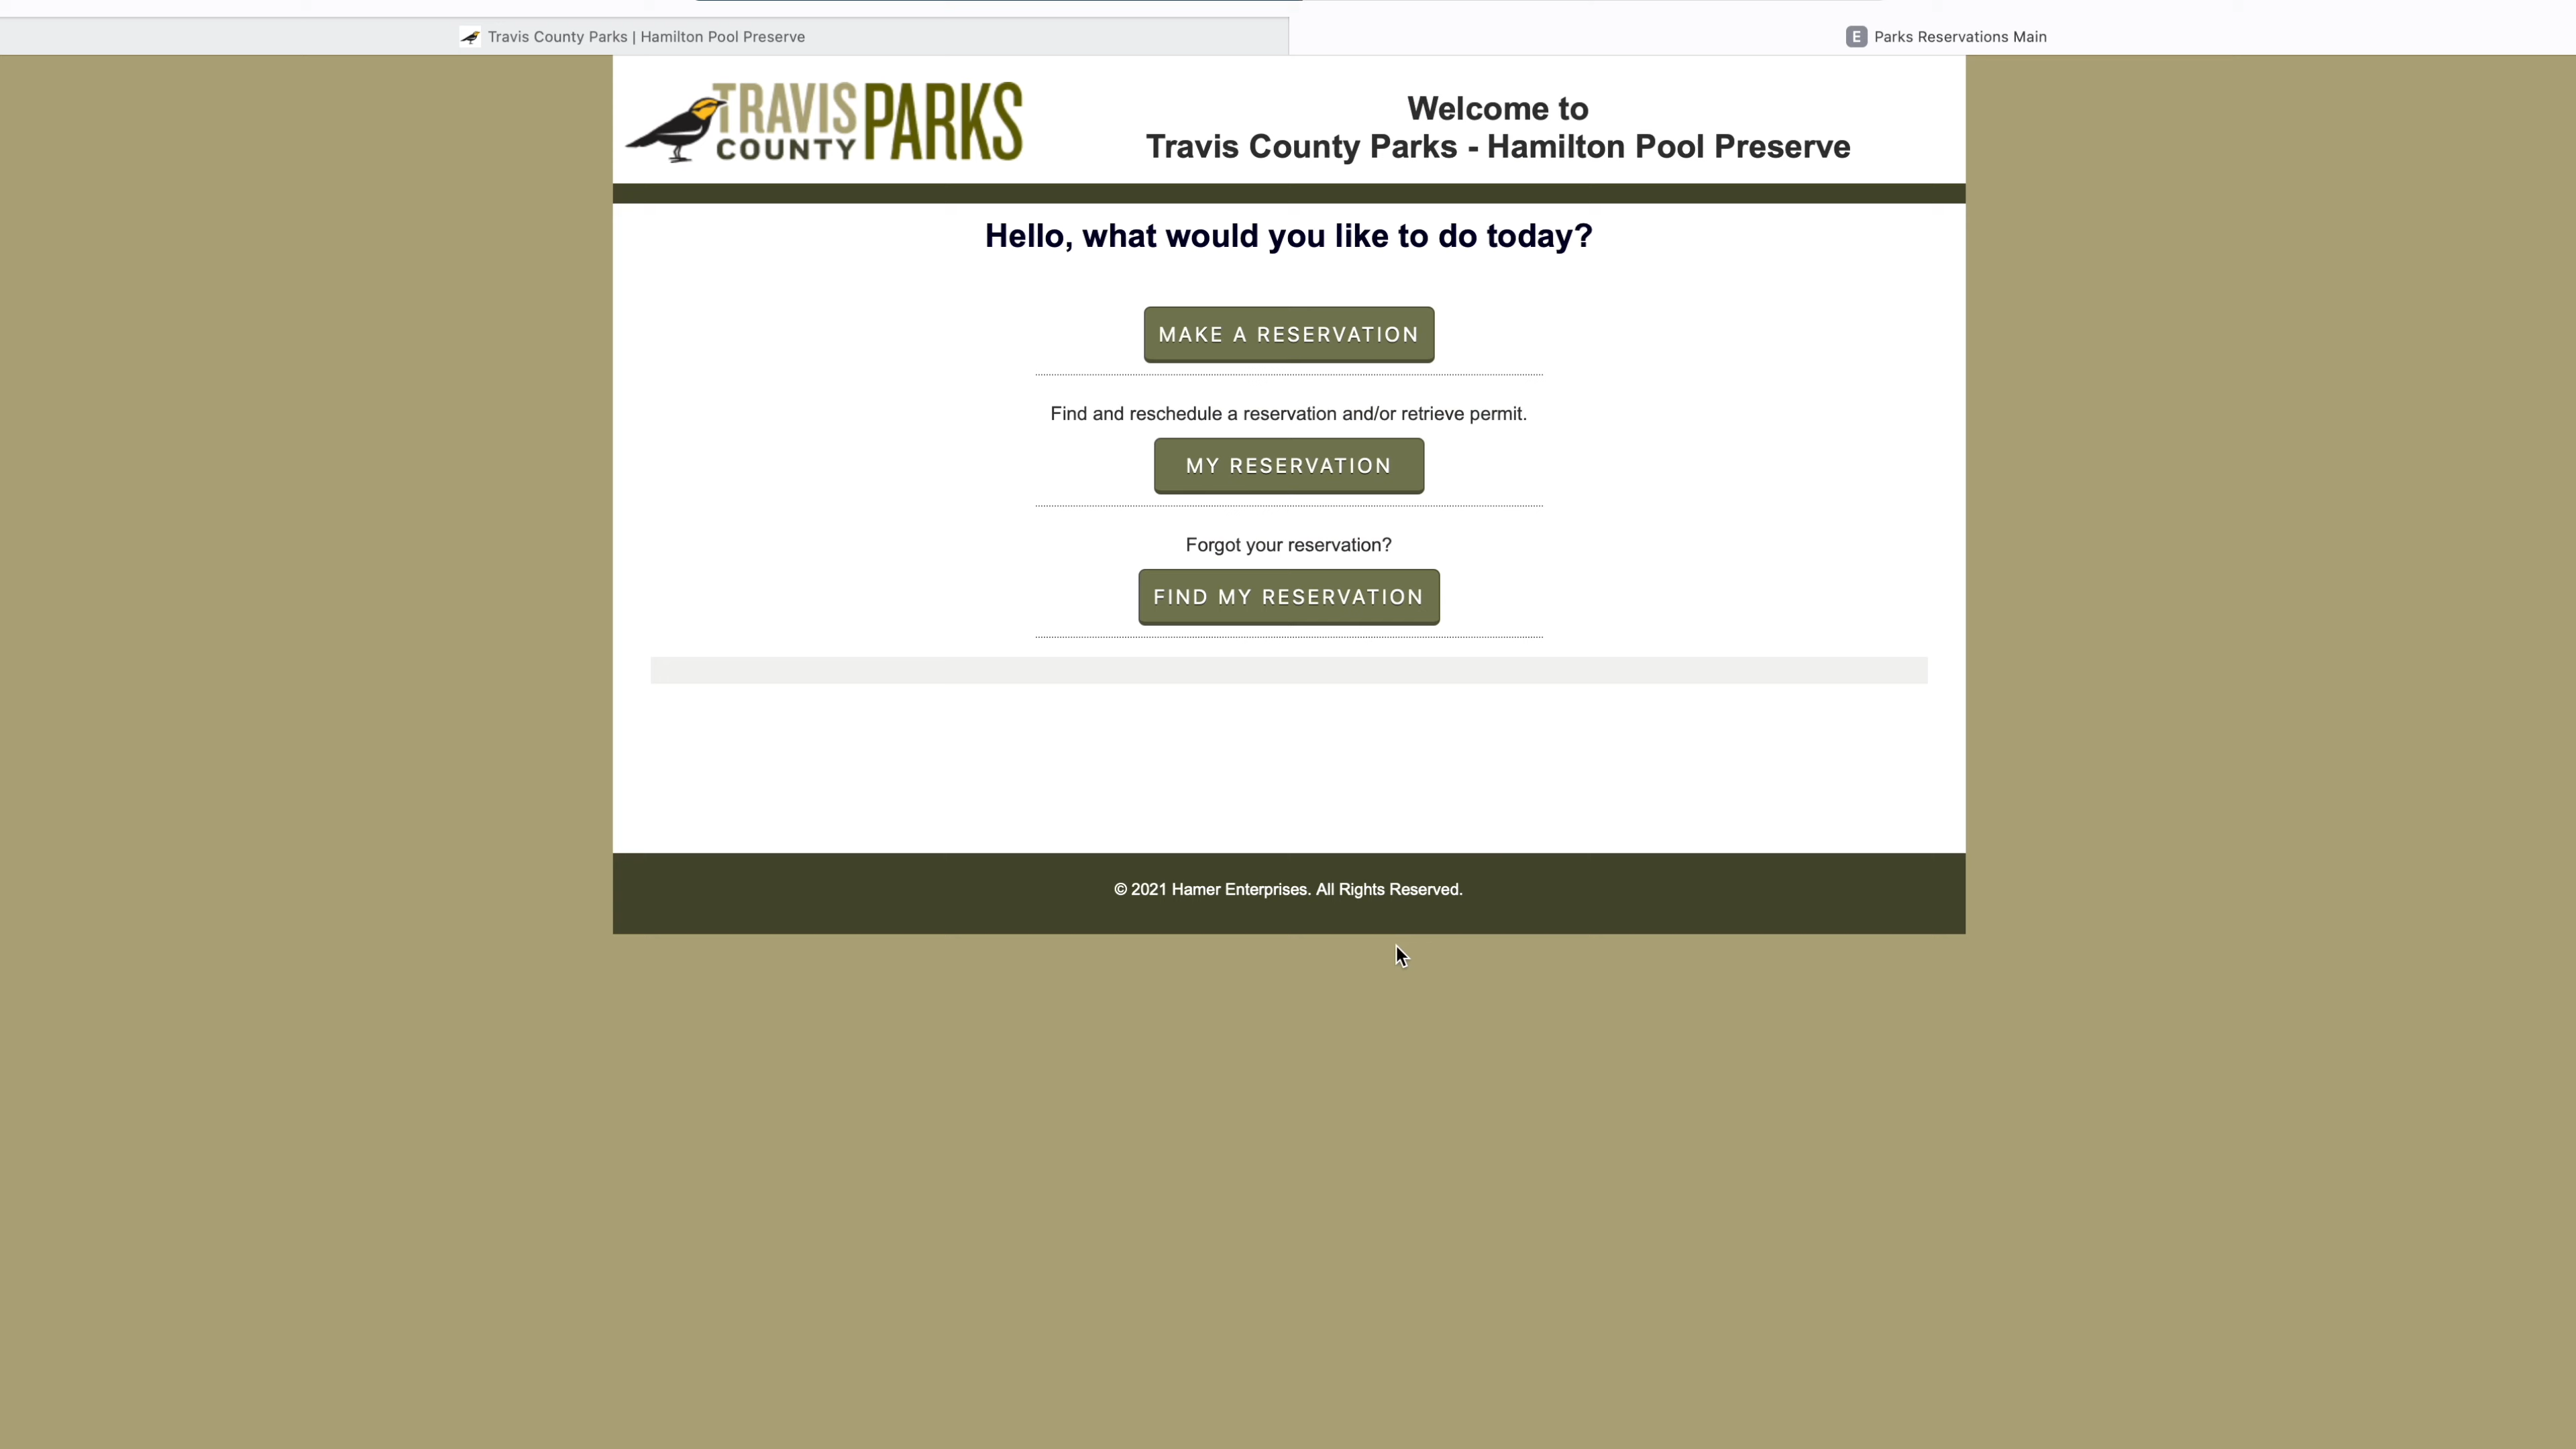 Travis County Parks | Hamilton Pool Preserve
E Parks Reservations Main
TRAVIS COUNTY PARKS
Welcome to
Travis County Parks - Hamilton Pool Preserve
Hello, what would you like to do today?
MAKE A RESERVATION
Find and reschedule a reservation and/or retrieve permit.
MY RESERVATION
Forgot your reservation?
FIND MY RESERVATION
© 2021 Hamer Enterprises. All Rights Reserved.